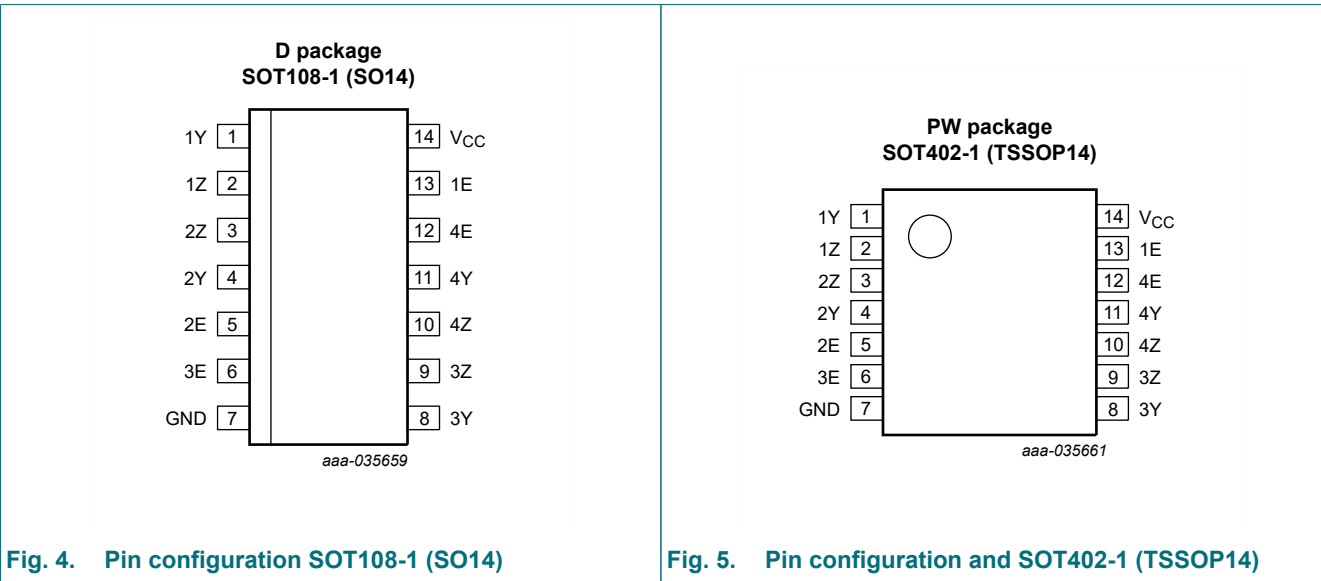 D package
SOT108-1 (SO14)
1Y 1 14 VCC
1Z 2 13 1E
2Z 3 12 4E
2Y 4 11 4Y
2E 5 10 4Z
3E 6 9 3Z
GND 7 8 3Y
aaa-035659
Fig. 4. Pin configuration SOT108-1 (SO14)
PW package
SOT402-1 (TSSOP14)
1Y 1 14 VCC
1Z 2 13 1E
2Z 3 12 4E
2Y 4 11 4Y
2E 5 10 4Z
3E 6 9 3Z
GND 7 8 3Y
aaa-035661
Fig. 5. Pin configuration and SOT402-1 (TSSOP14)